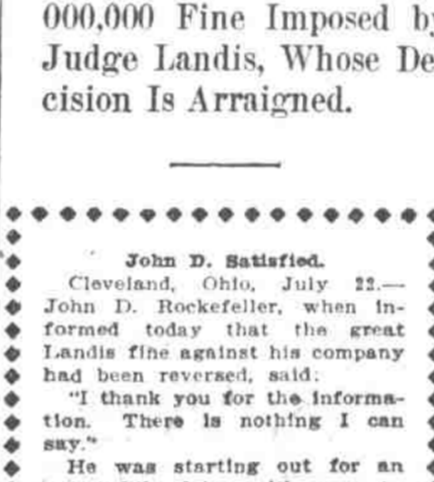 000,000 Fine Imposed by
Judge Landis, Whose De
cision Is Arraigned.
John D. Satisfied.
Cleveland, Ohio, July 22.—
John D. Rockefeller, when in-
formed today that the great
Landis fine against his company
had been reversed, said:
"I thank you for the informa-
tion. There is nothing I can
say."
He was starting out for an